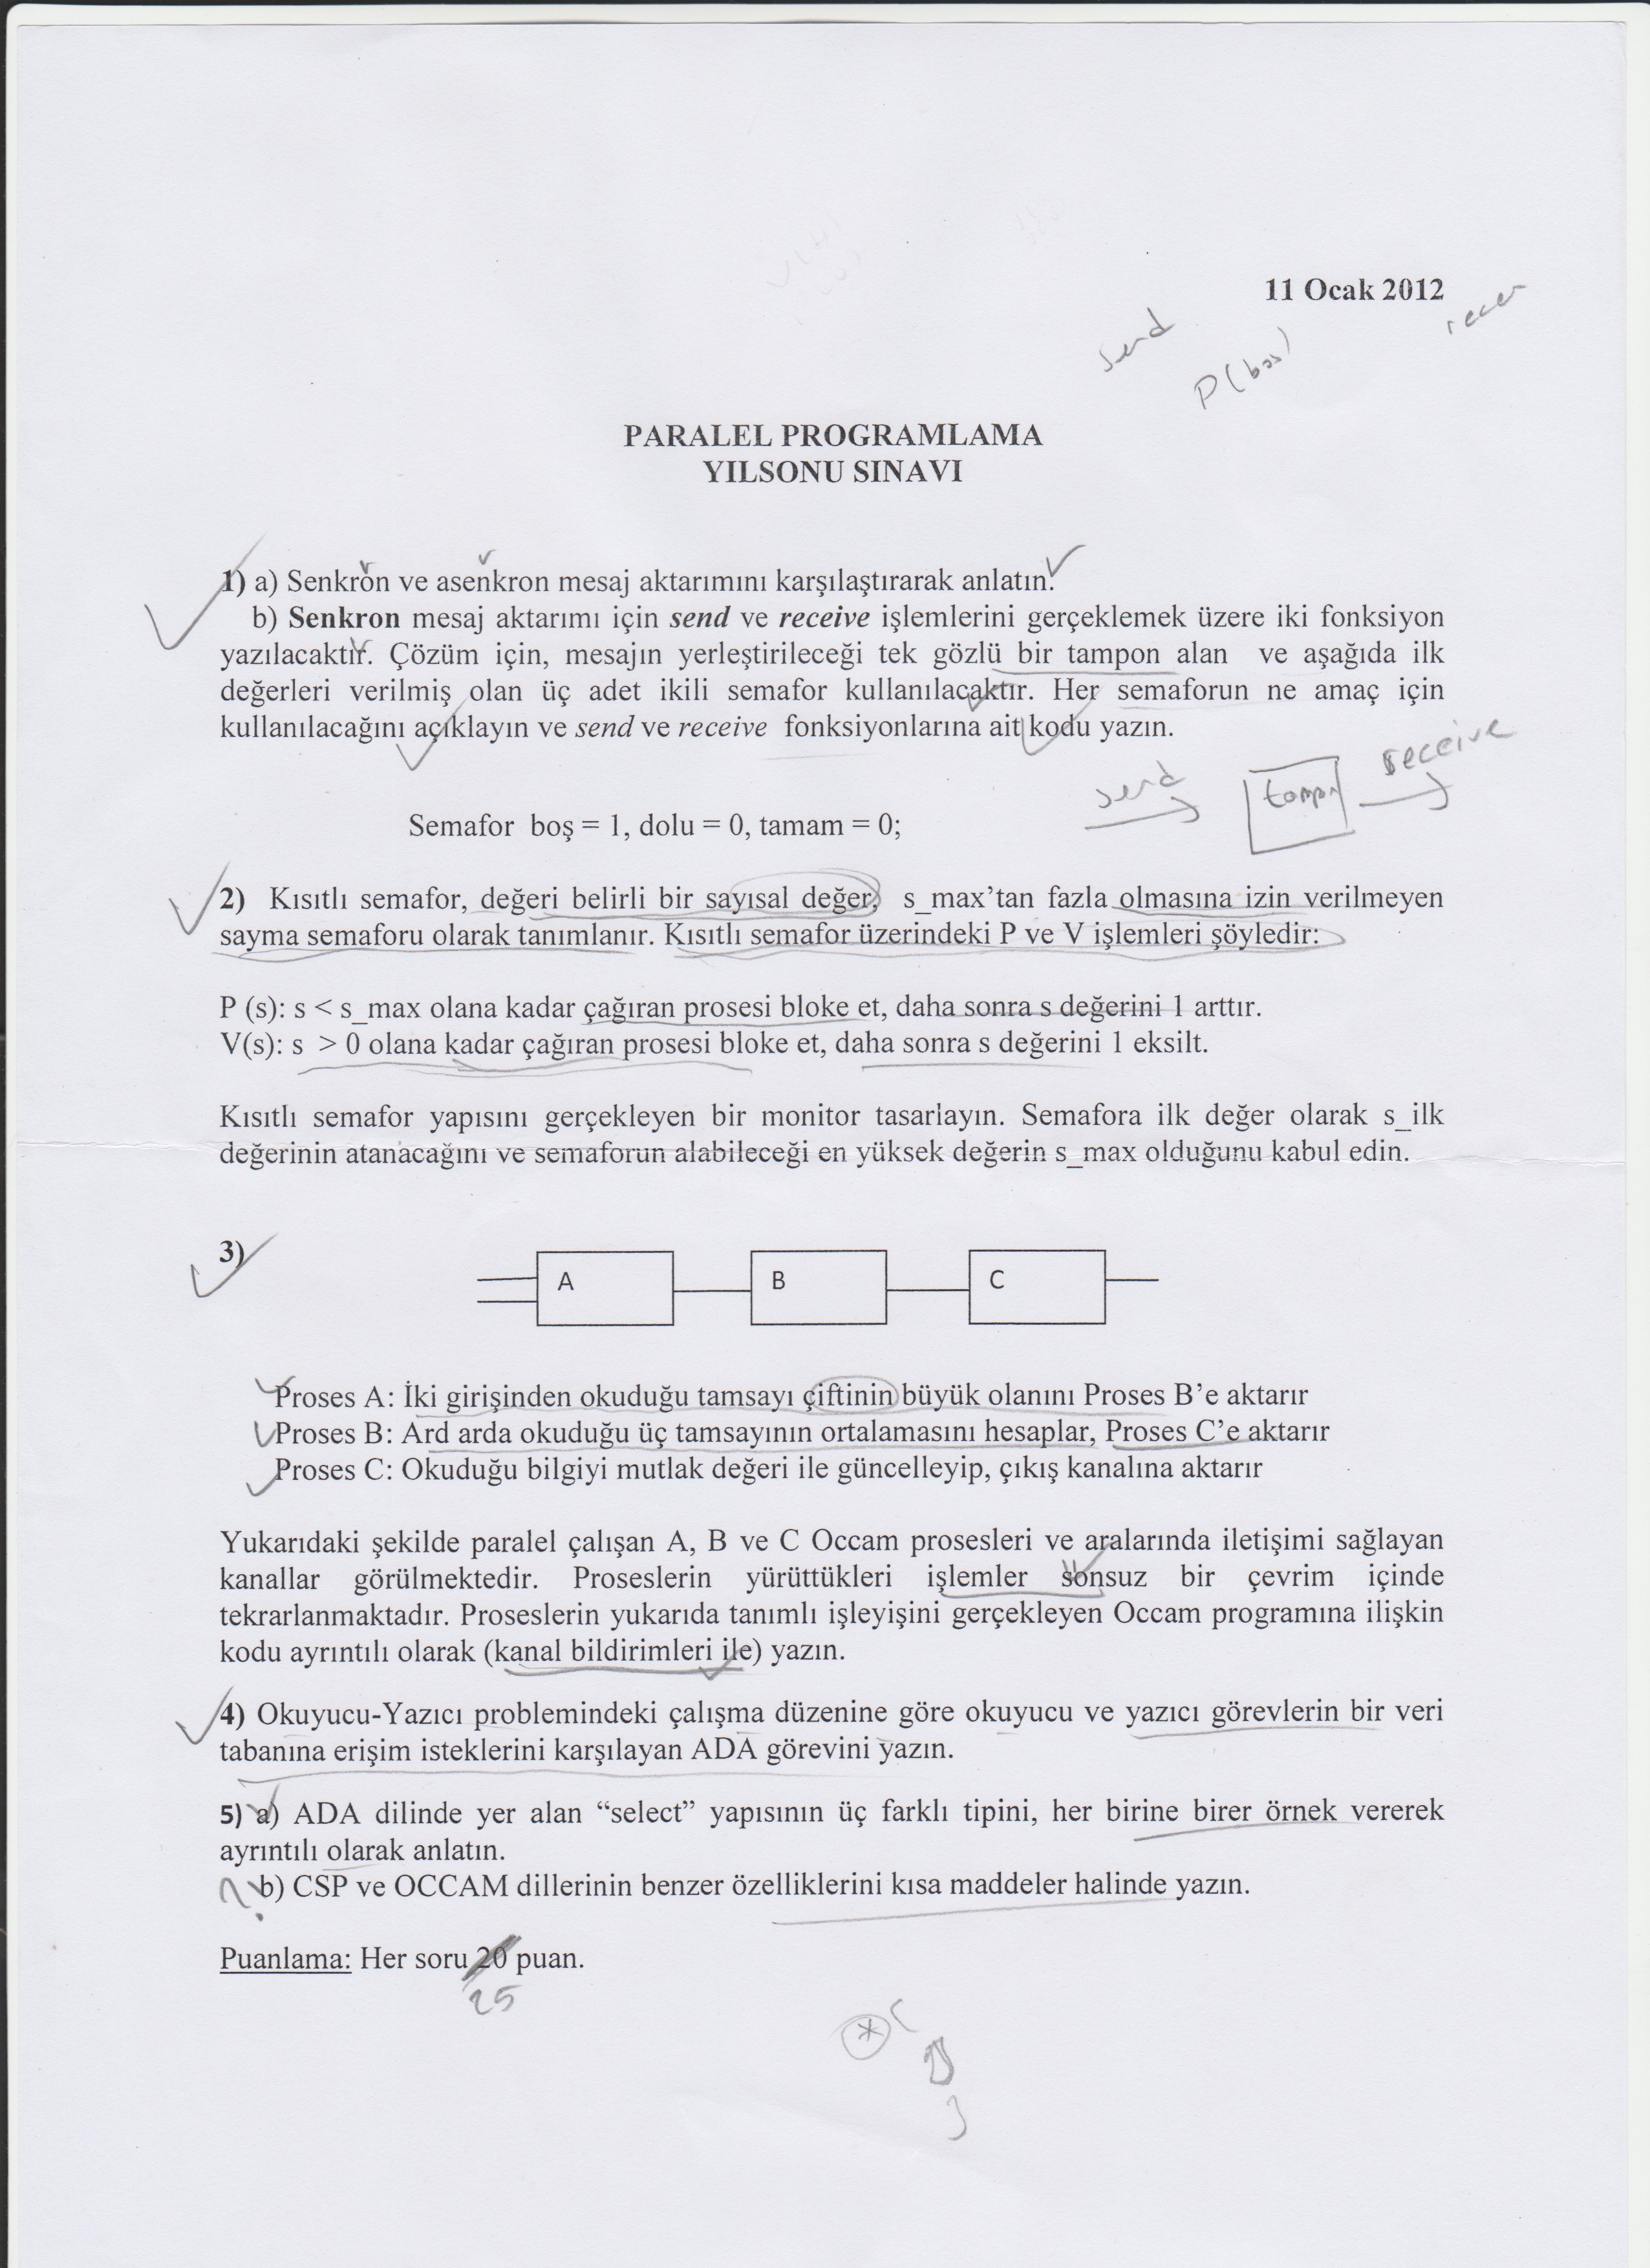 11 Ocak 2012
send
P(bos)
PARALEL PROGRAMLAMA
YILSONU SINAVI
1) a) Senkron ve asenkron mesaj aktarımını karşılaştırarak anlatın.
b) Senkron mesaj aktarımı için send ve receive işlemlerini gerçeklemek üzere iki fonksiyon
yazılacaktır. Çözüm için, mesajın yerleştirileceği tek gözlü bir tampon alan ve aşağıda ilk
değerleri verilmiş olan üç adet ikili semafor kullanılacaktır. Her semaforun ne amaç için
kullanılacağını açıklayın ve send ve receive fonksiyonlarına ait kodu yazın.
send tampon receive
Semafor boş = 1, dolu = 0, tamam = 0;
2) Kısıtlı semafor, değeri belirli bir sayısal değer, s_max’tan fazla olmasına izin verilmeyen
sayma semaforu olarak tanımlanır. Kısıtlı semafor üzerindeki P ve V işlemleri şöyledir:
P (s): s < s_max olana kadar çağıran prosesi bloke et, daha sonra s değerini 1 arttır.
V(s): s > 0 olana kadar çağıran prosesi bloke et, daha sonra s değerini 1 eksilt.
Kısıtlı semafor yapısını gerçekleyen bir monitor tasarlayın. Semafora ilk değer olarak s_ilk
değerinin atanacağını ve semaforun alabileceği en yüksek değerin s_max olduğunu kabul edin.
3)
A B C
Proses A: İki girişinden okuduğu tamsayı çiftinin büyük olanını Proses B’e aktarır
Proses B: Ard arda okuduğu üç tamsayının ortalamasını hesaplar, Proses C’e aktarır
Proses C: Okuduğu bilgiyi mutlak değeri ile güncelleyip, çıkış kanalına aktarır
Yukarıdaki şekilde paralel çalışan A, B ve C Occam prosesleri ve aralarında iletişimi sağlayan
kanallar görülmektedir. Proseslerin yürüttükleri işlemler sonsuz bir çevrim içinde
tekrarlanmaktadır. Proseslerin yukarıda tanımlı işleyişini gerçekleyen Occam programına ilişkin
kodu ayrıntılı olarak (kanal bildirimleri ile) yazın.
4) Okuyucu-Yazıcı problemindeki çalışma düzenine göre okuyucu ve yazıcı görevlerin bir veri
tabanına erişim isteklerini karşılayan ADA görevini yazın.
5) a) ADA dilinde yer alan “select” yapısının üç farklı tipini, her birine birer örnek vererek
ayrıntılı olarak anlatın.
b) CSP ve OCCAM dillerinin benzer özelliklerini kısa maddeler halinde yazın.
Puanlama: Her soru 20 puan.
25